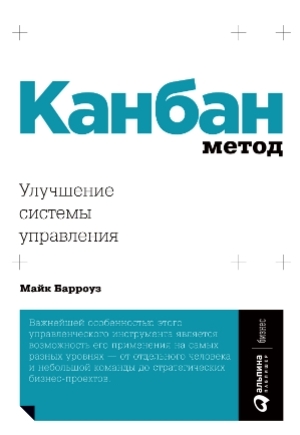 Канбан
метод
Улучшение
системы
управления
Майк Барроуз
Важнейшей особенностью этого
управленческого инструмента является
возможность его применения на самых
разных уровнях — от отдельного человека
и небольшой команды до стратегических
бизнес-проектов.
альпина
ПАБЛИШЕР
бизнес